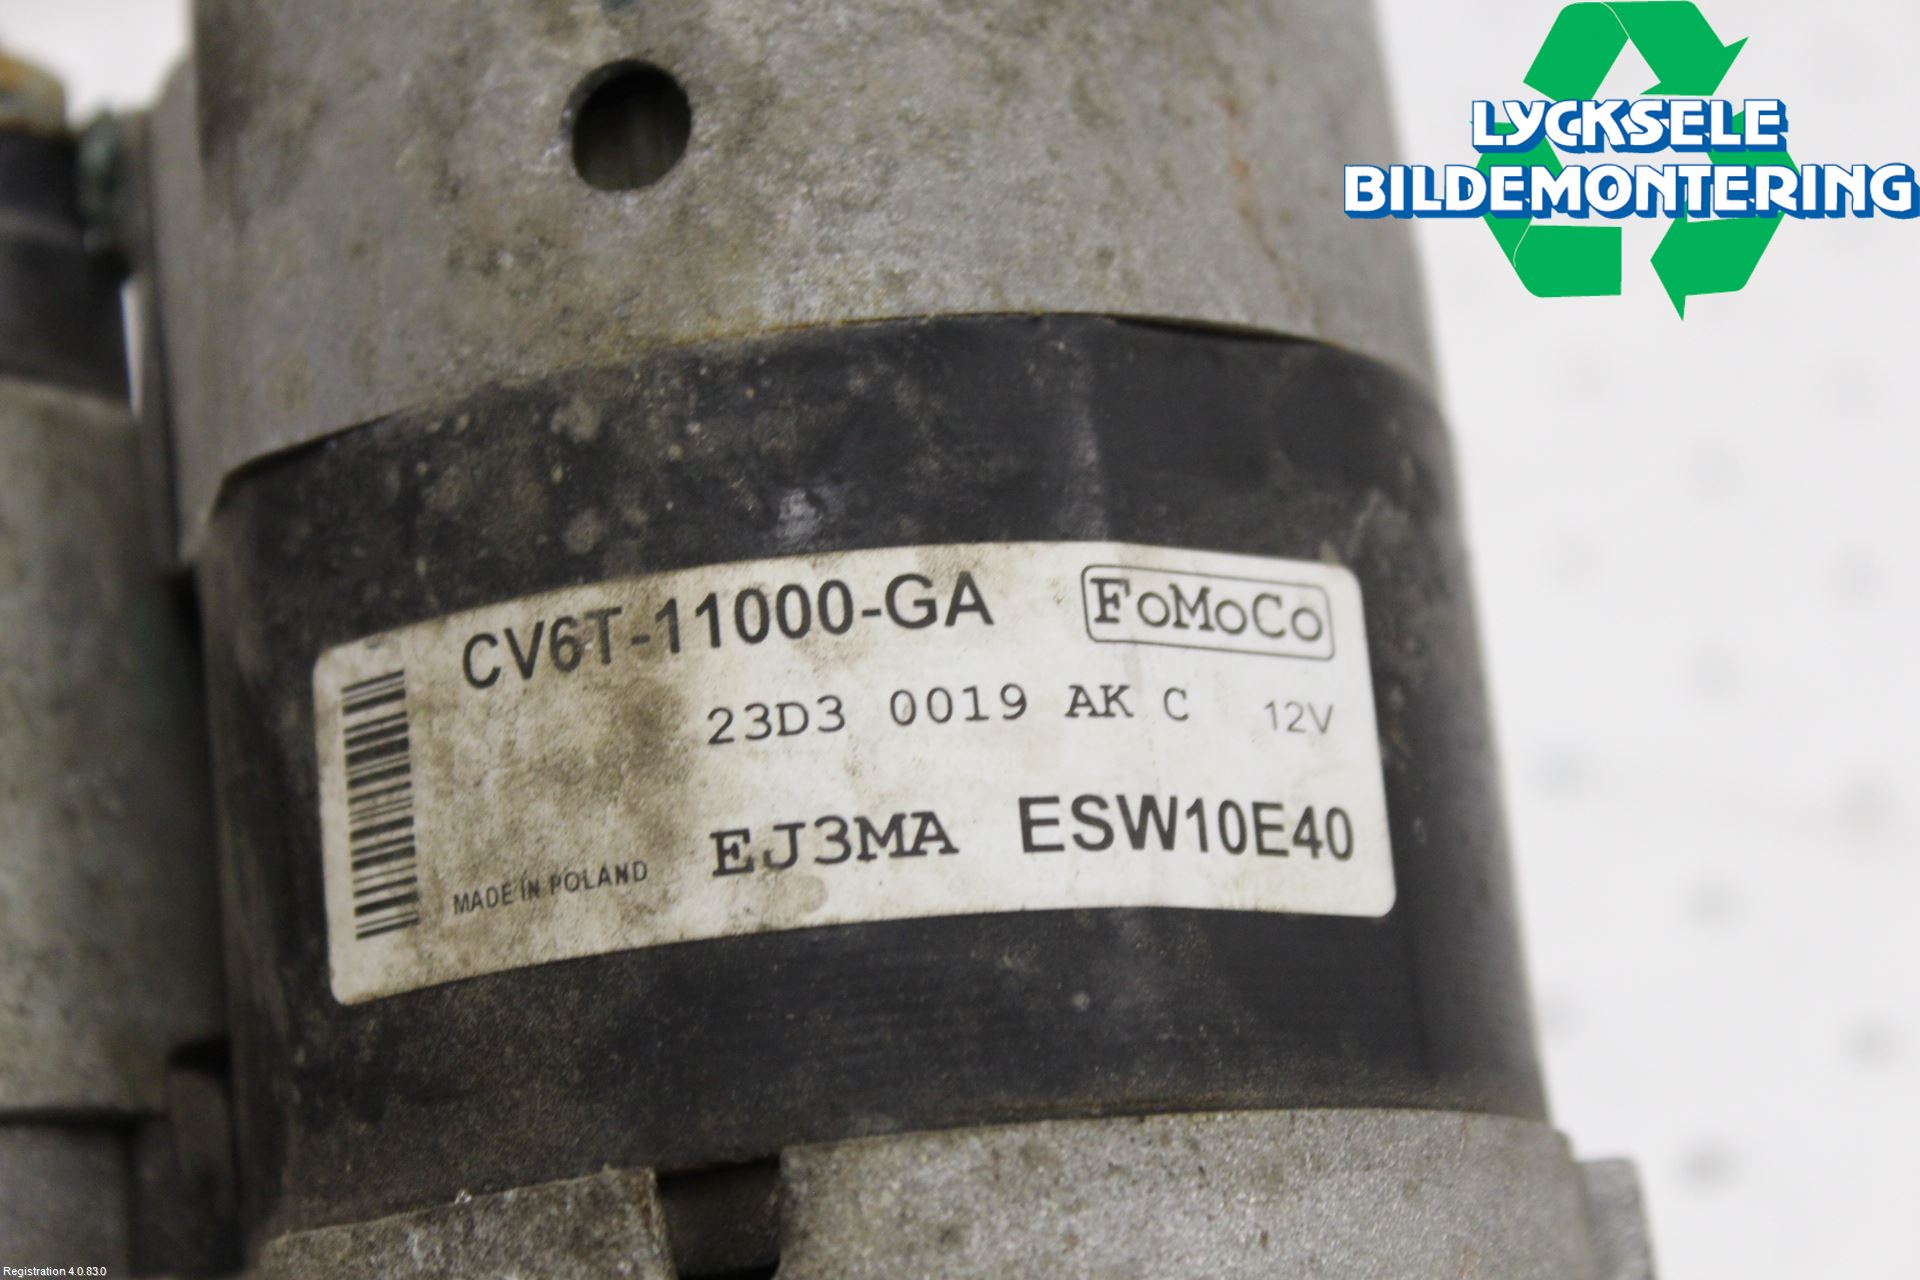 LYCKSELE
BILDEMONTERING
CV6T-11000-GA FoMoCo
23D3 0019 AK C 12V
EJ3MA ESW10E40
MADE IN POLAND
Registration 4.0.83.0